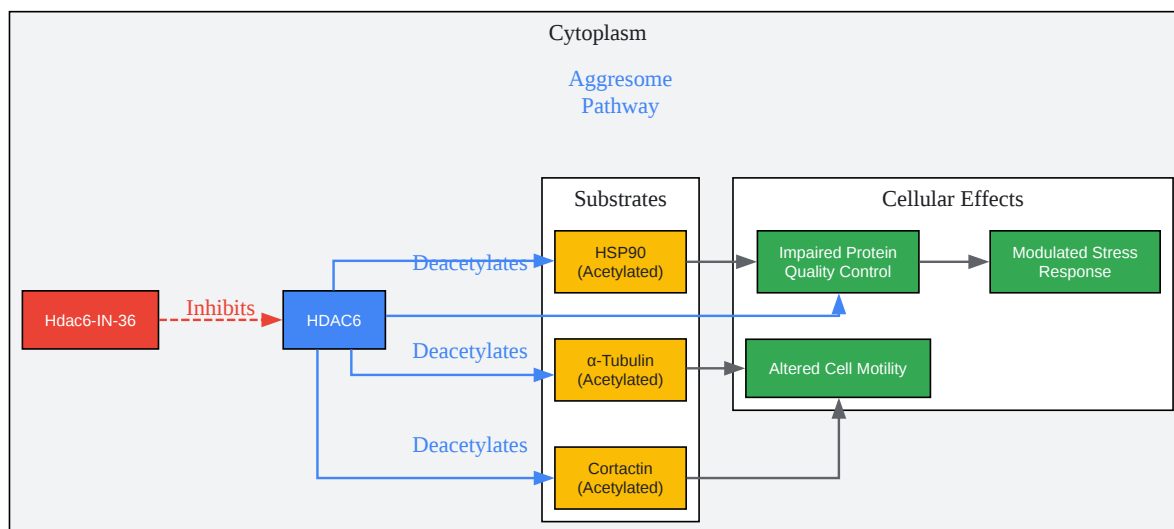 Cytoplasm
Aggresome
Pathway
Substrates
Cellular Effects
HSP90
(Acetylated)
Impaired Protein
Quality Control
Modulated Stress
Response
Deacetylates
Hdac6-IN-36
Inhibits
HDAC6
Deacetylates
α-Tubulin
(Acetylated)
Altered Cell Motility
Deacetylates
Cortactin
(Acetylated)